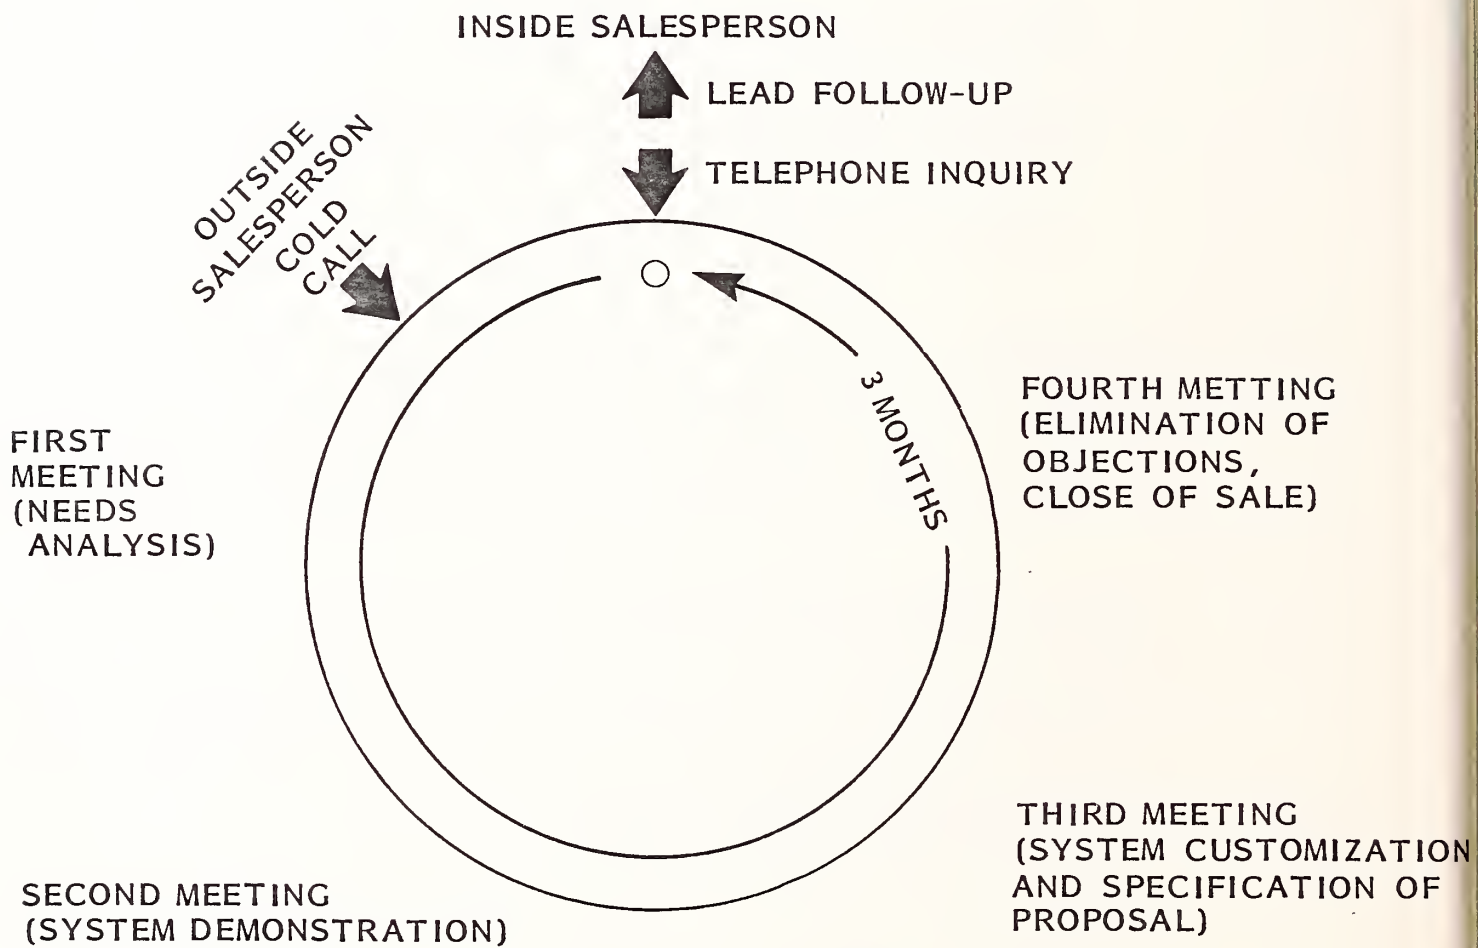 INSIDE SALESPERSON
LEAD FOLLOW-UP
TELEPHONE INQUIRY
OUTSIDE
SALESPERSON
COLD
CALL
3 MONTHS
FIRST
MEETING
(NEEDS
ANALYSIS)
SECOND MEETING
(SYSTEM DEMONSTRATION)
THIRD MEETING
(SYSTEM CUSTOMIZATION
AND SPECIFICATION OF
PROPOSAL)
FOURTH METTING
(ELIMINATION OF
OBJECTIONS,
CLOSE OF SALE)